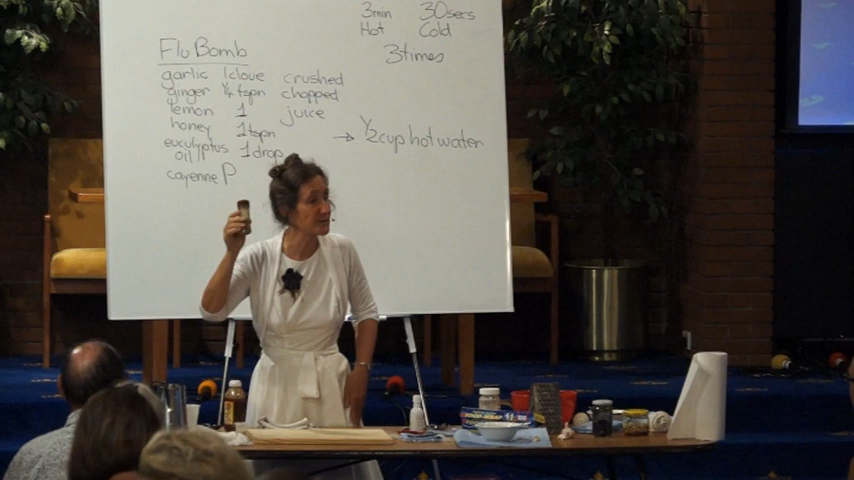 3min 30secs
Hot Cold
3times
Flu Bomb
garlic 1clove crushed
ginger ¼ tspn chopped
lemon 1 juice
honey 1tspn
→ ½cup hot water
eucyluptus 1 drop
oil
cayenne P